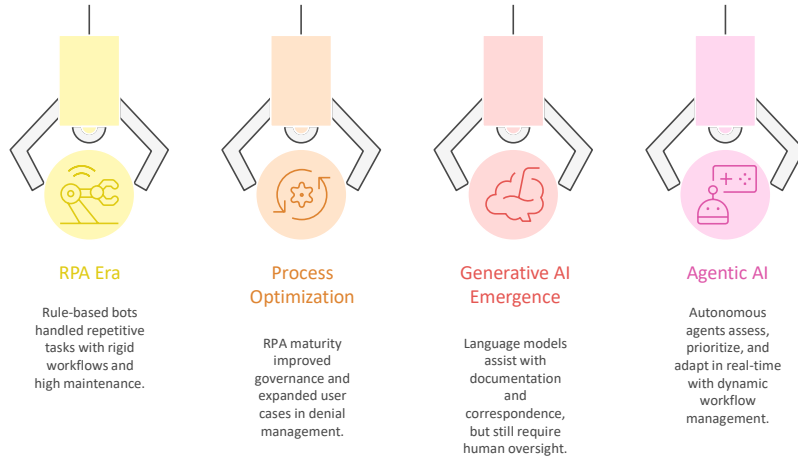 RPA Era
Rule-based bots
handled repetitive
tasks with rigid
workflows and
high maintenance.
Process
Optimization
RPA maturity
improved
governance and
expanded user
cases in denial
management.
Generative AI
Emergence
Language models
assist with
documentation
and
correspondence,
but still require
human oversight.
Agentic AI
Autonomous
agents assess,
prioritize, and
adapt in real-time
with dynamic
workflow
management.